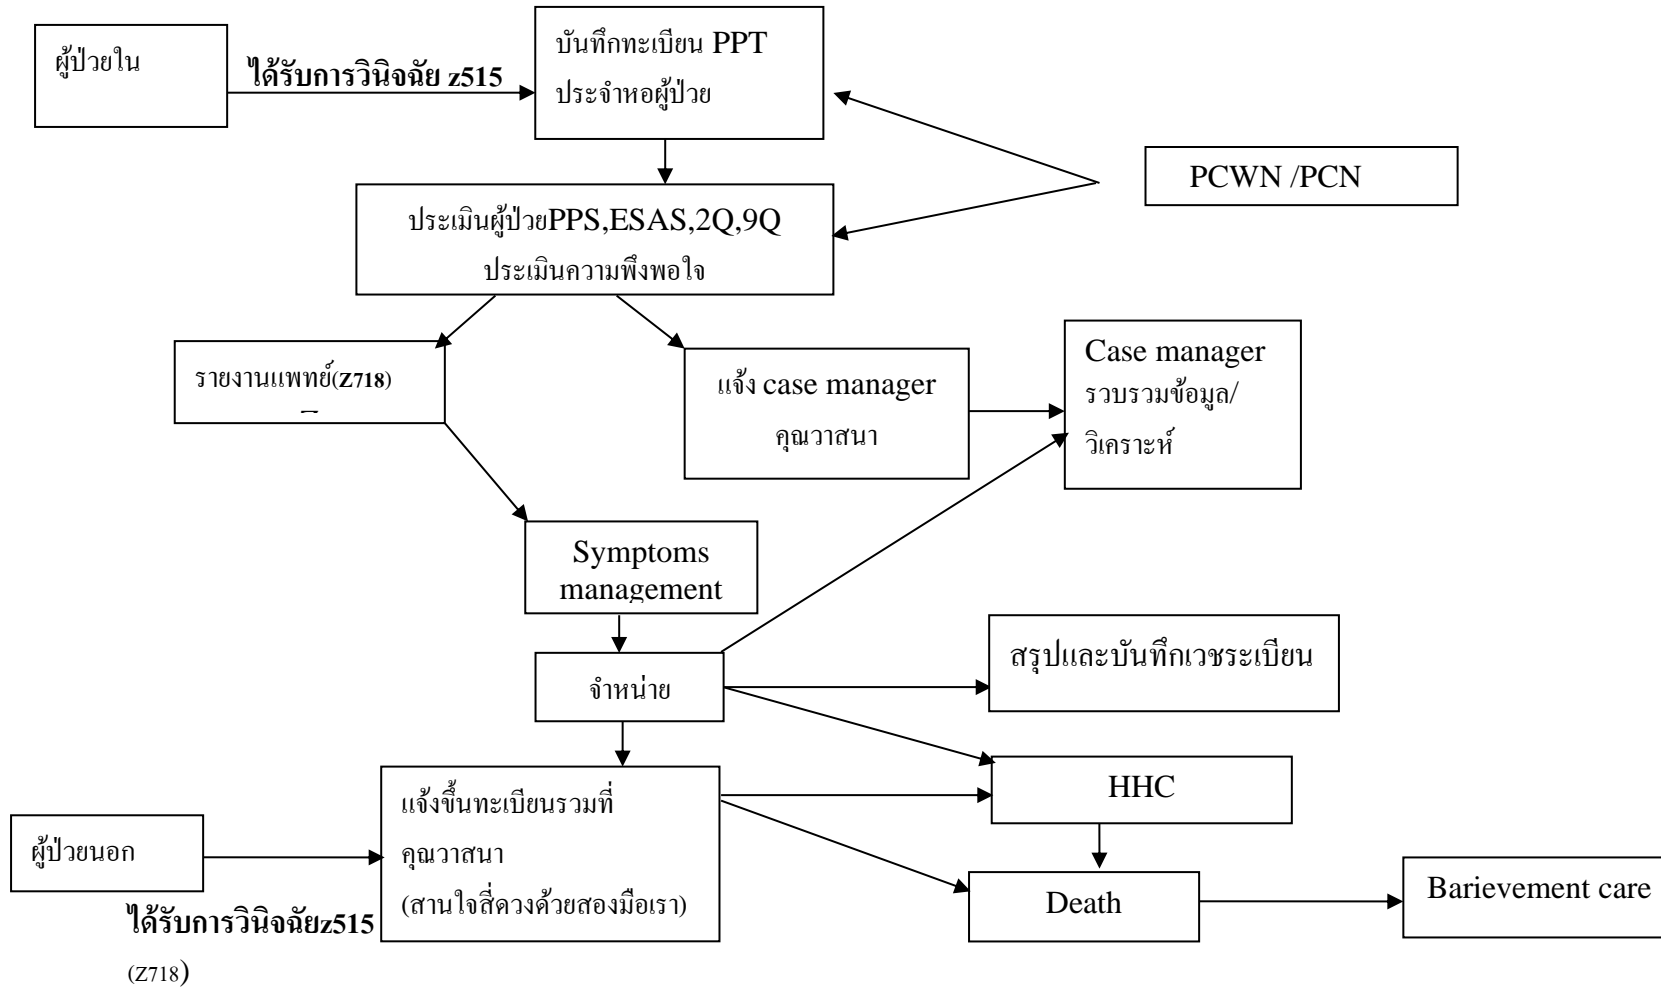 ผู้ป่วยใน
ได้รับการวินิจฉัย z515
บันทึกทะเบียน PPT
ประจำหอผู้ป่วย
PCWN /PCN
ประเมินผู้ป่วยPPS,ESAS,2Q,9Q
ประเมินความพึงพอใจ
รายงานแพทย์(Z718)
แจ้ง case manager
คุณวาสนา
Case manager
รวบรวมข้อมูล/
วิเคราะห์
Symptoms
management
จำหน่าย
สรุปและบันทึกเวชระเบียน
HHC
แจ้งขึ้นทะเบียนรวมที่
คุณวาสนา
(สานใจสี่ดวงด้วยสองมือเรา)
ผู้ป่วยนอก
ได้รับการวินิจฉัยz515
(Z718)
Death
Barievement care